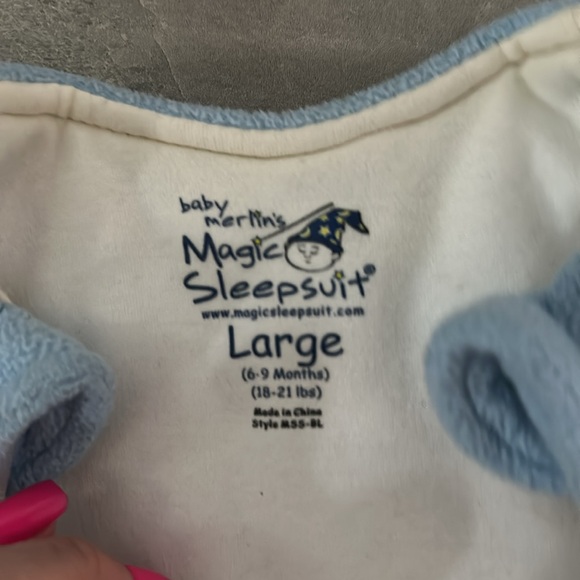 baby
merlin's
Magic
Sleepsuit®
www.magicsleepsuit.com
Large
(6-9 Months)
(18-21 lbs)
Made in China
Style MSS-BL